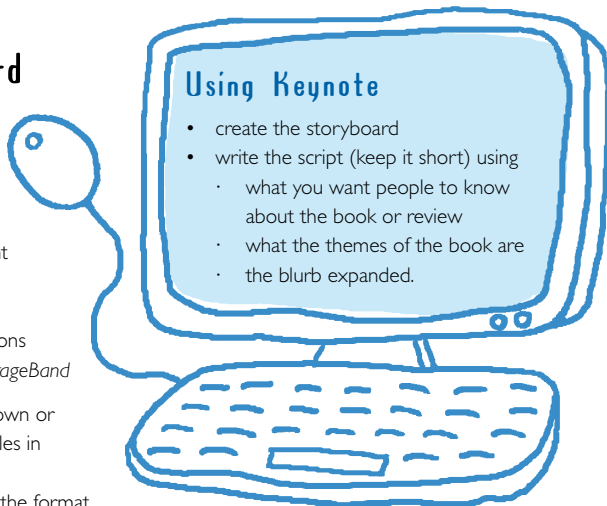 rd
Using Keynote
• create the storyboard
• write the script (keep it short) using
· what you want people to know
about the book or review
· what the themes of the book are
· the blurb expanded.
ons
rageBand
own or
les in
the format